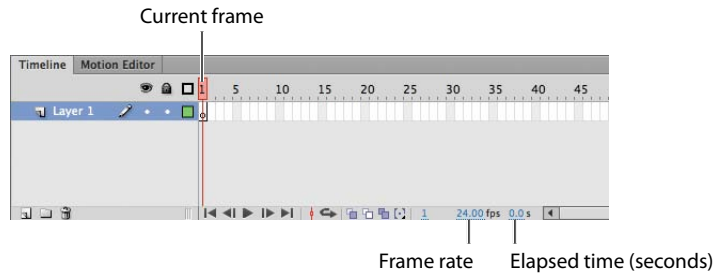 Current frame
Timeline Motion Editor
1 5 10 15 20 25 30 35 40 45
Layer 1
1 24.00 fps 0.0 s
Frame rate Elapsed time (seconds)